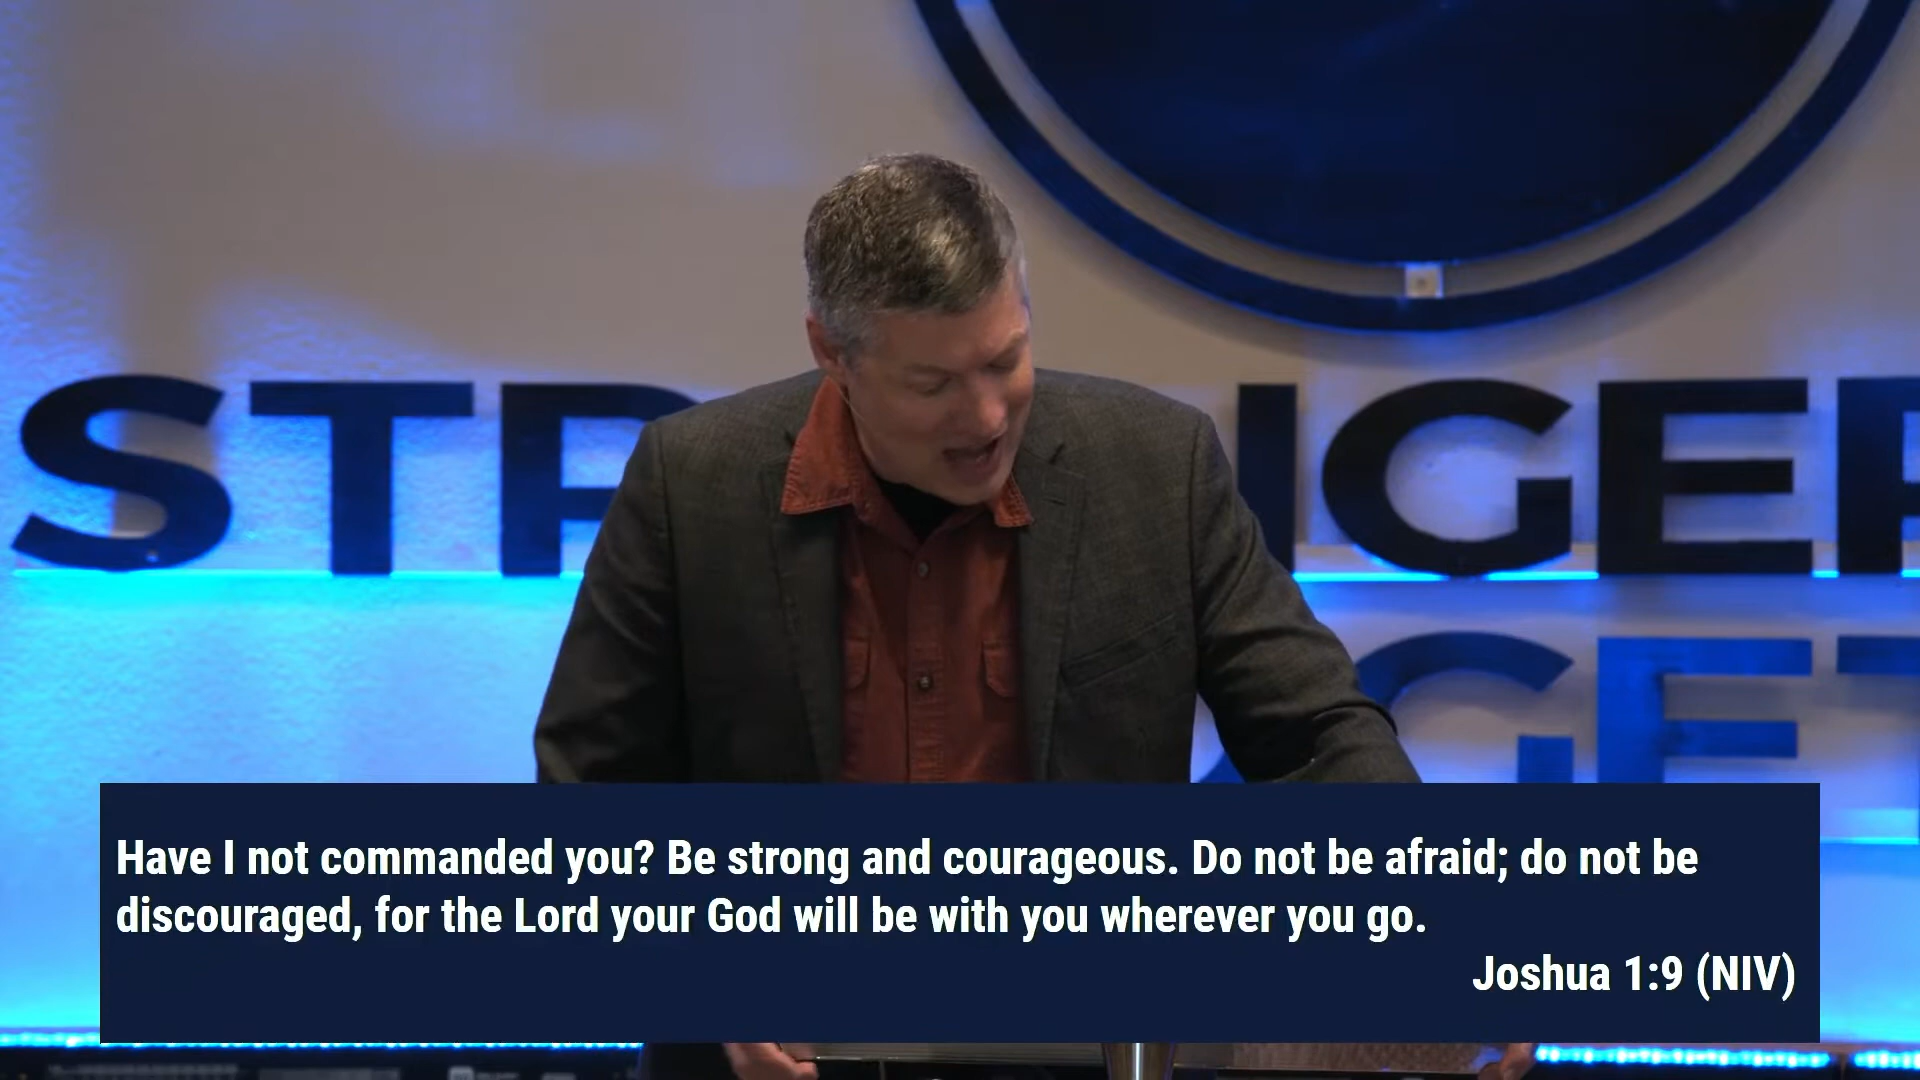 Have I not commanded you? Be strong and courageous. Do not be afraid; do not be
discouraged, for the Lord your God will be with you wherever you go.
Joshua 1:9 (NIV)